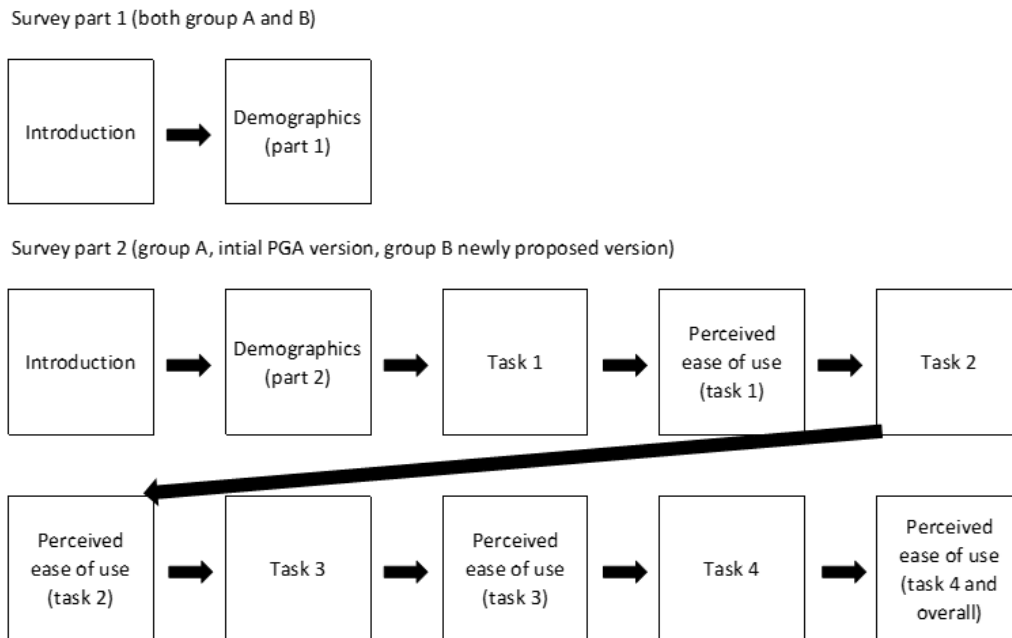 Survey part 1 (both group A and B)
Introduction
Demographics
(part 1)
Survey part 2 (group A, intial PGA version, group B newly proposed version)
Introduction
Demographics
(part 2)
Task 1
Perceived
ease of use
(task 1)
Task 2
Perceived
ease of use
(task 2)
Task 3
Perceived
ease of use
(task 3)
Task 4
Perceived
ease of use
(task 4 and
overall)